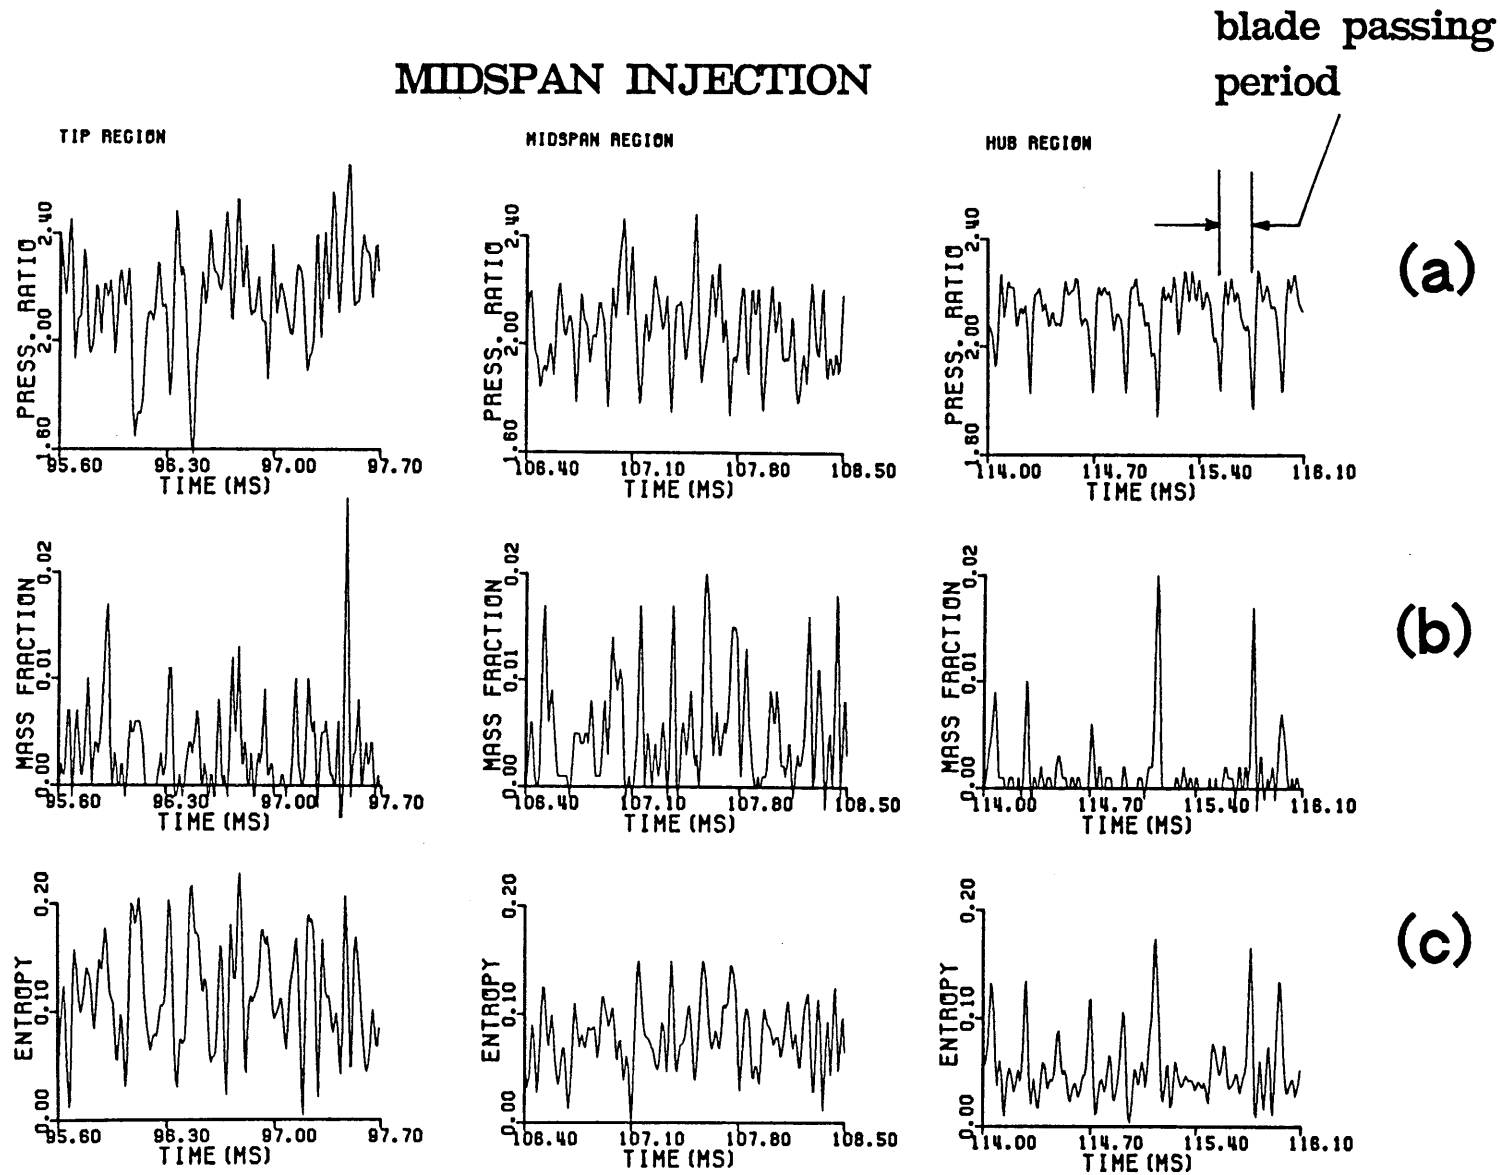 blade passing
period
MIDSPAN INJECTION
TIP REGION
MIDSPAN REGION
HUB REGION
PRESS. RATIO
1.60 2.00 2.40
95.60 96.30 97.00 97.70
TIME (MS)
PRESS. RATIO
1.60 2.00 2.40
106.40 107.10 107.80 108.50
TIME (MS)
PRESS. RATIO
1.60 2.00 2.40
114.00 114.70 115.40 116.10
TIME (MS)
(a)
MASS FRACTION
0.00 0.01 0.02
95.60 96.30 97.00 97.70
TIME (MS)
MASS FRACTION
0.00 0.01 0.02
106.40 107.10 107.80 108.50
TIME (MS)
MASS FRACTION
0.00 0.01 0.02
114.00 114.70 115.40 116.10
TIME (MS)
(b)
ENTROPY
0.00 0.10 0.20
95.60 96.30 97.00 97.70
TIME (MS)
ENTROPY
0.00 0.10 0.20
106.40 107.10 107.80 108.50
TIME (MS)
ENTROPY
0.00 0.10 0.20
114.00 114.70 115.40 116.10
TIME (MS)
(c)